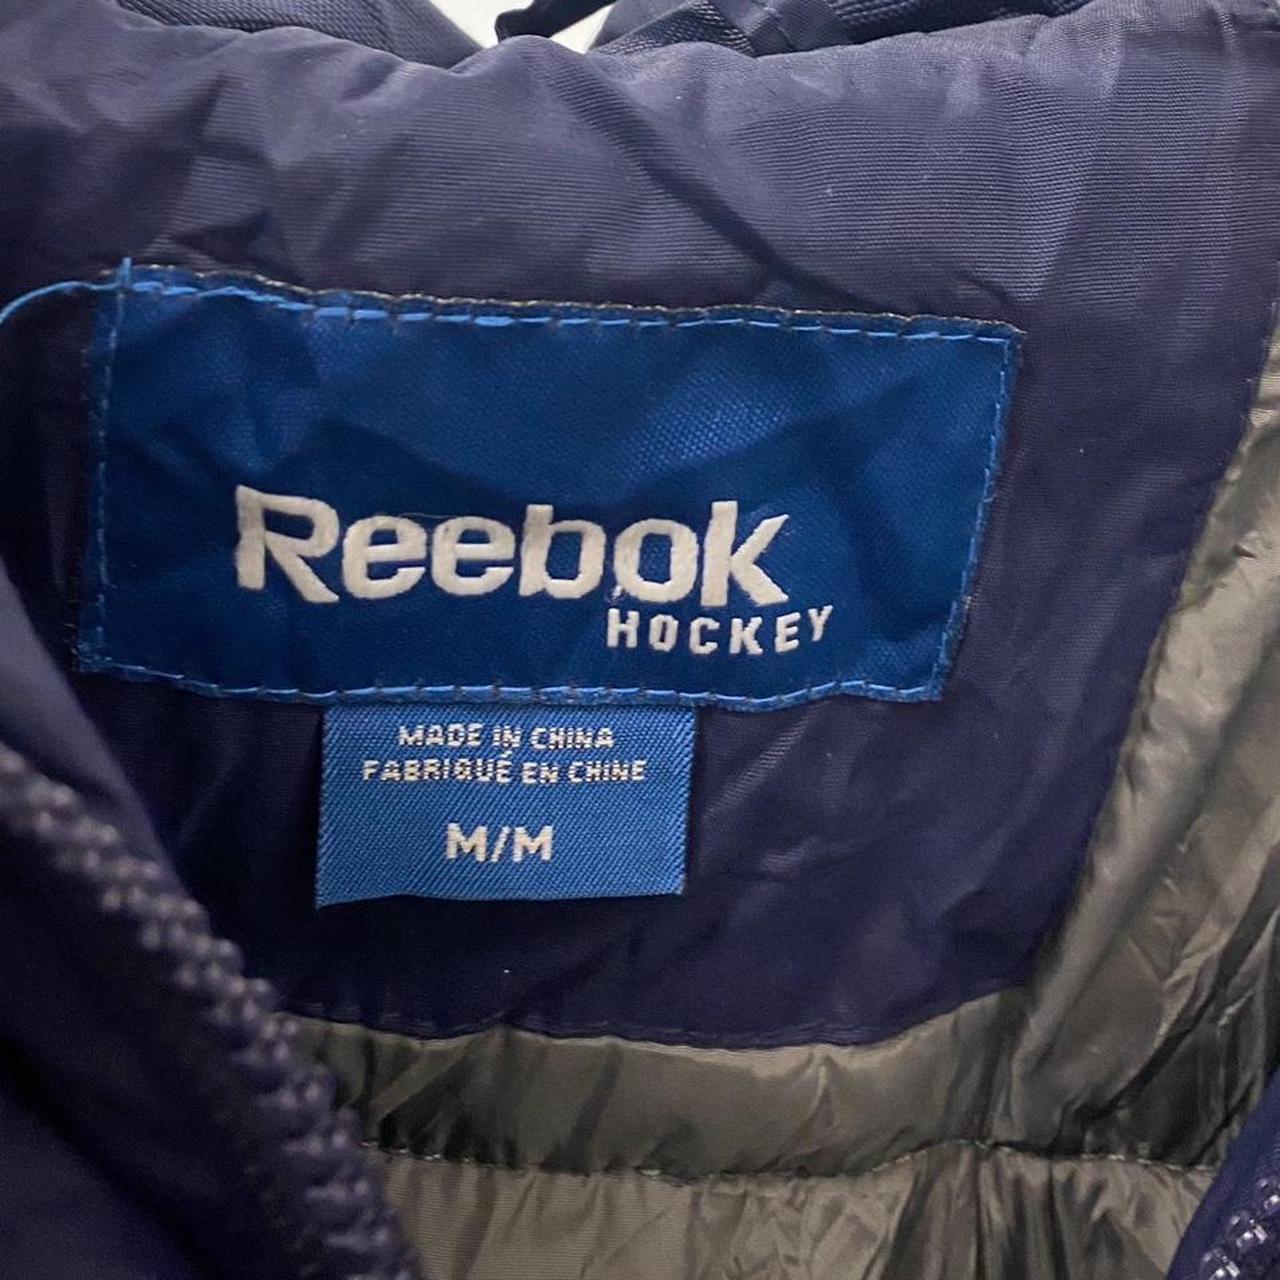 Reebok
HOCKEY
MADE IN CHINA
FABRIQUÉ EN CHINE
M/M